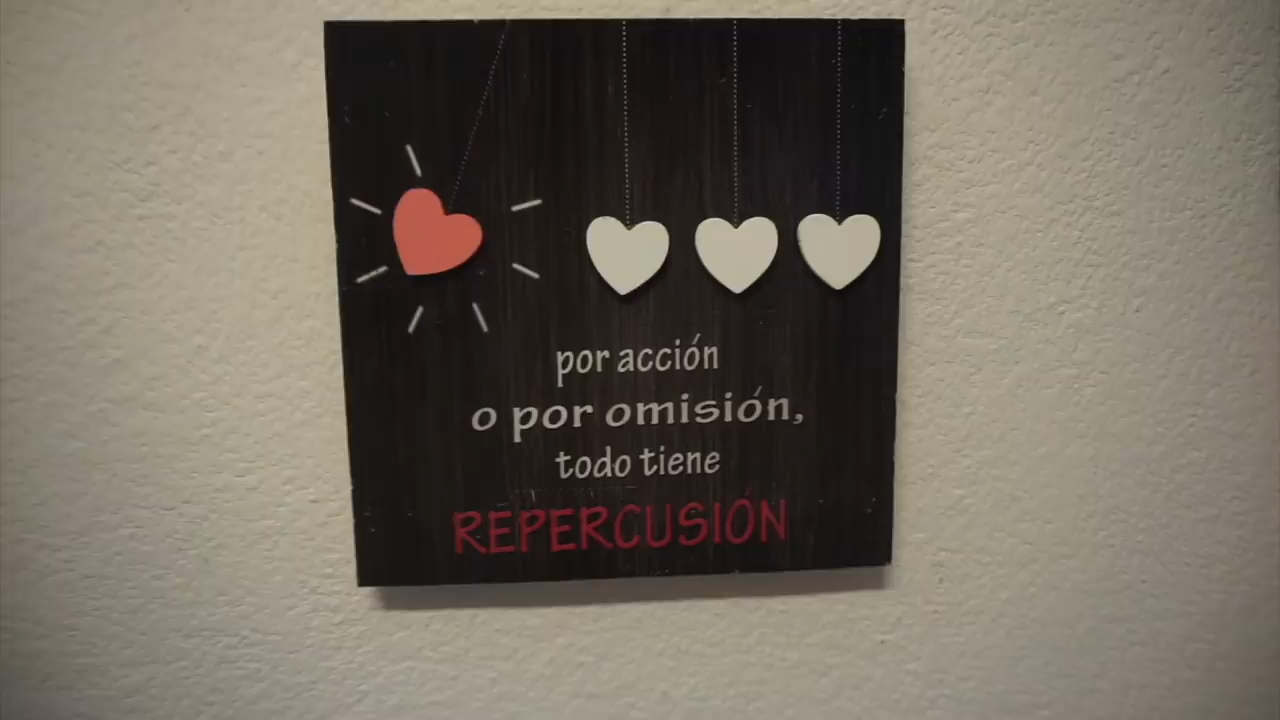 por acción
o por omisión,
todo tiene
REPERCUSIÓN